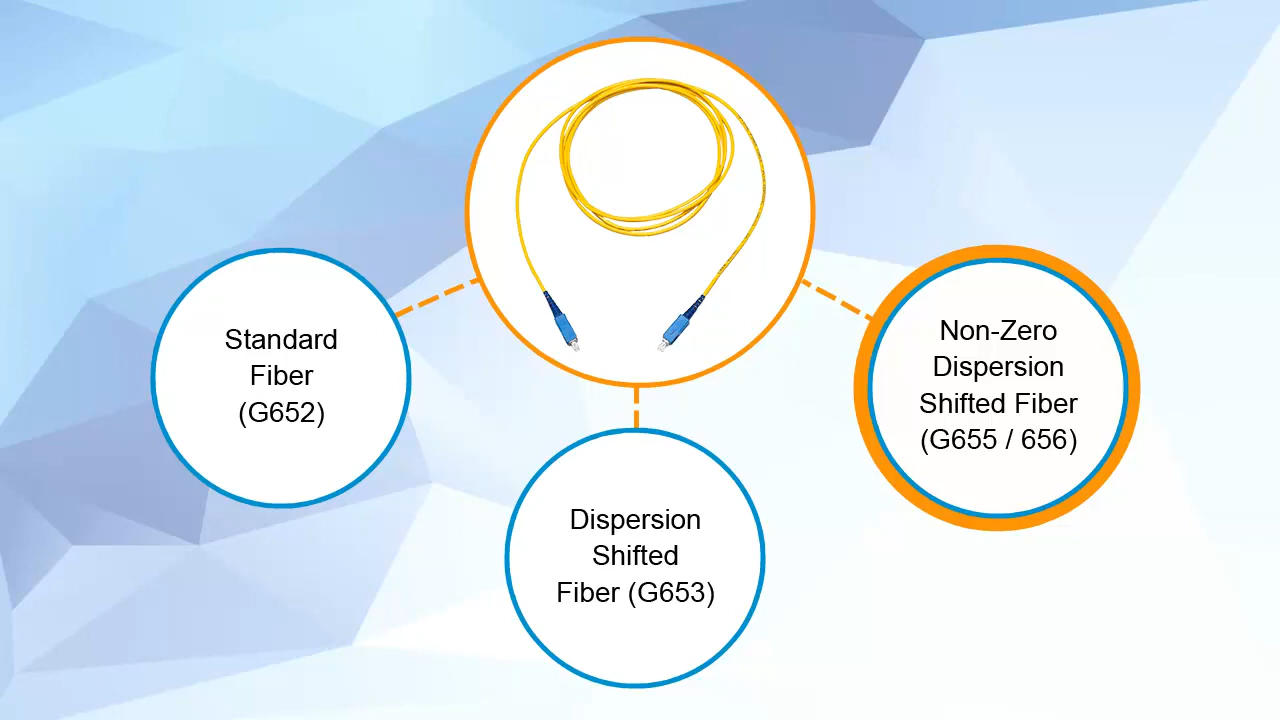 Standard
Fiber
(G652)
Dispersion
Shifted
Fiber (G653)
Non-Zero
Dispersion
Shifted Fiber
(G655 / 656)